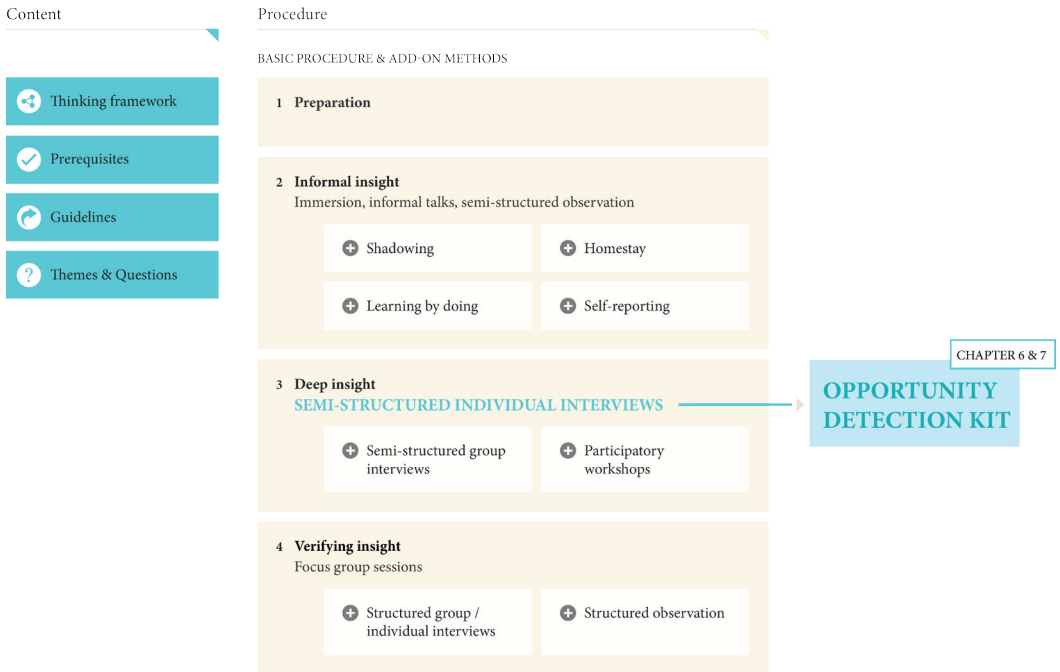 Content
Procedure
BASIC PROCEDURE & ADD-ON METHODS
Thinking framework
Prerequisites
Guidelines
? Themes & Questions
1 Preparation
2 Informal insight
Immersion, informal talks, semi-structured observation
Shadowing
Homestay
Learning by doing
Self-reporting
3 Deep insight
SEMI-STRUCTURED INDIVIDUAL INTERVIEWS
Semi-structured group
interviews
Participatory
workshops
CHAPTER 6 & 7
OPPORTUNITY
DETECTION KIT
4 Verifying insight
Focus group sessions
Structured group /
individual interviews
Structured observation